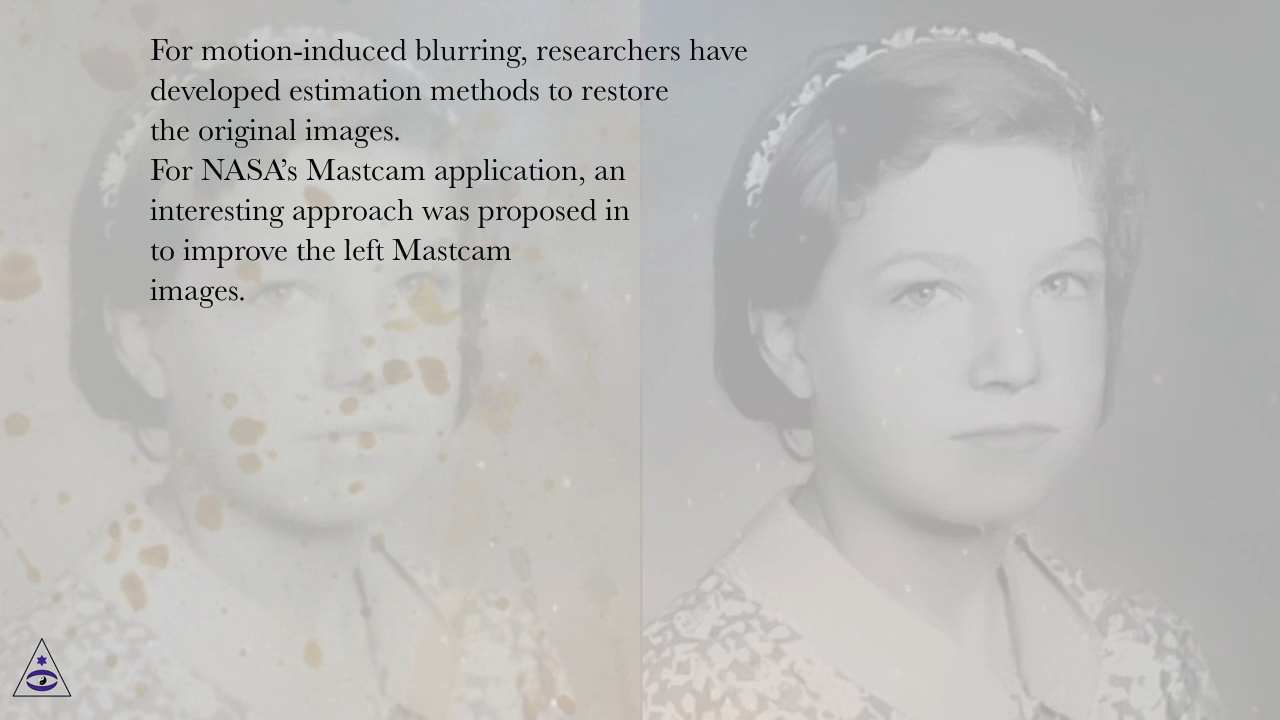 For motion-induced blurring, researchers have
developed estimation methods to restore
the original images.
For NASA’s Mastcam application, an
interesting approach was proposed in
to improve the left Mastcam
images.